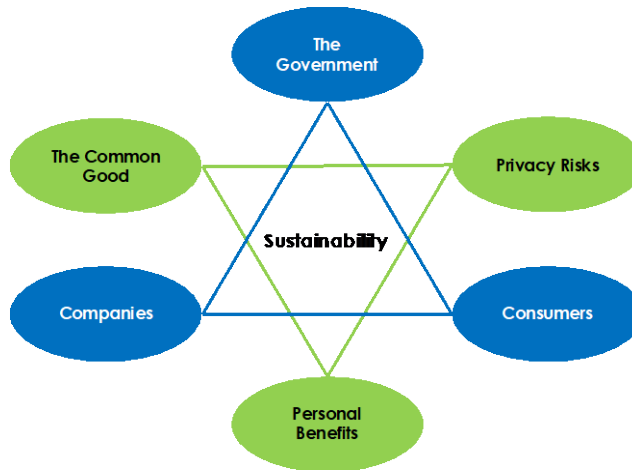 The
Government
The Common
Good
Privacy Risks
Sustainability
Companies
Consumers
Personal
Benefits